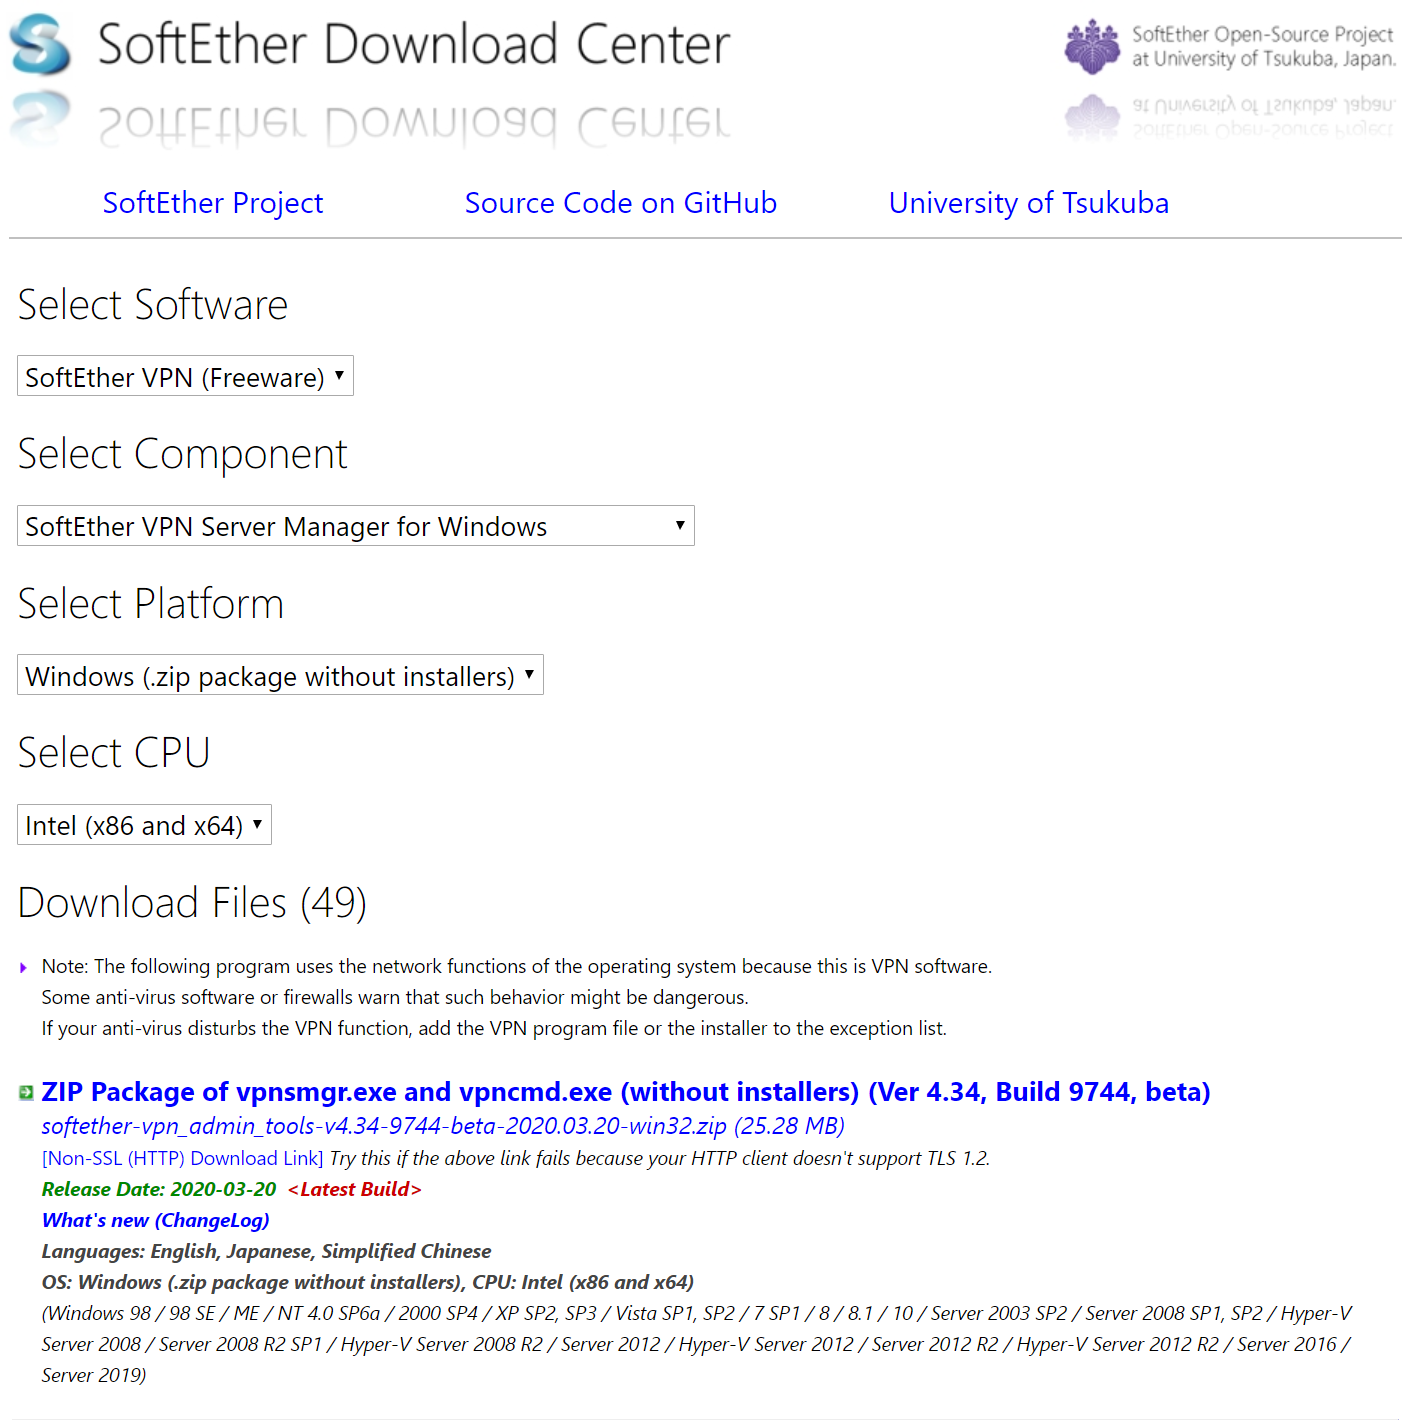 SoftEther Download Center
SoftEther Open-Source Project
at University of Tsukuba, Japan.
SoftEther Project
Source Code on GitHub
University of Tsukuba
Select Software
SoftEther VPN (Freeware)
Select Component
SoftEther VPN Server Manager for Windows
Select Platform
Windows (.zip package without installers)
Select CPU
Intel (x86 and x64)
Download Files (49)
Note: The following program uses the network functions of the operating system because this is VPN software.
Some anti-virus software or firewalls warn that such behavior might be dangerous.
If your anti-virus disturbs the VPN function, add the VPN program file or the installer to the exception list.
ZIP Package of vpnsmgr.exe and vpncmd.exe (without installers) (Ver 4.34, Build 9744, beta)
softether-vpn_admin_tools-v4.34-9744-beta-2020.03.20-win32.zip (25.28 MB)
[Non-SSL (HTTP) Download Link] Try this if the above link fails because your HTTP client doesn't support TLS 1.2.
Release Date: 2020-03-20 <Latest Build>
What's new (ChangeLog)
Languages: English, Japanese, Simplified Chinese
OS: Windows (.zip package without installers), CPU: Intel (x86 and x64)
(Windows 98 / 98 SE / ME / NT 4.0 SP6a / 2000 SP4 / XP SP2, SP3 / Vista SP1, SP2 / 7 SP1 / 8 / 8.1 / 10 / Server 2003 SP2 / Server 2008 SP1, SP2 / Hyper-V
Server 2008 / Server 2008 R2 SP1 / Hyper-V Server 2008 R2 / Server 2012 / Hyper-V Server 2012 / Server 2012 R2 / Hyper-V Server 2012 R2 / Server 2016 /
Server 2019)